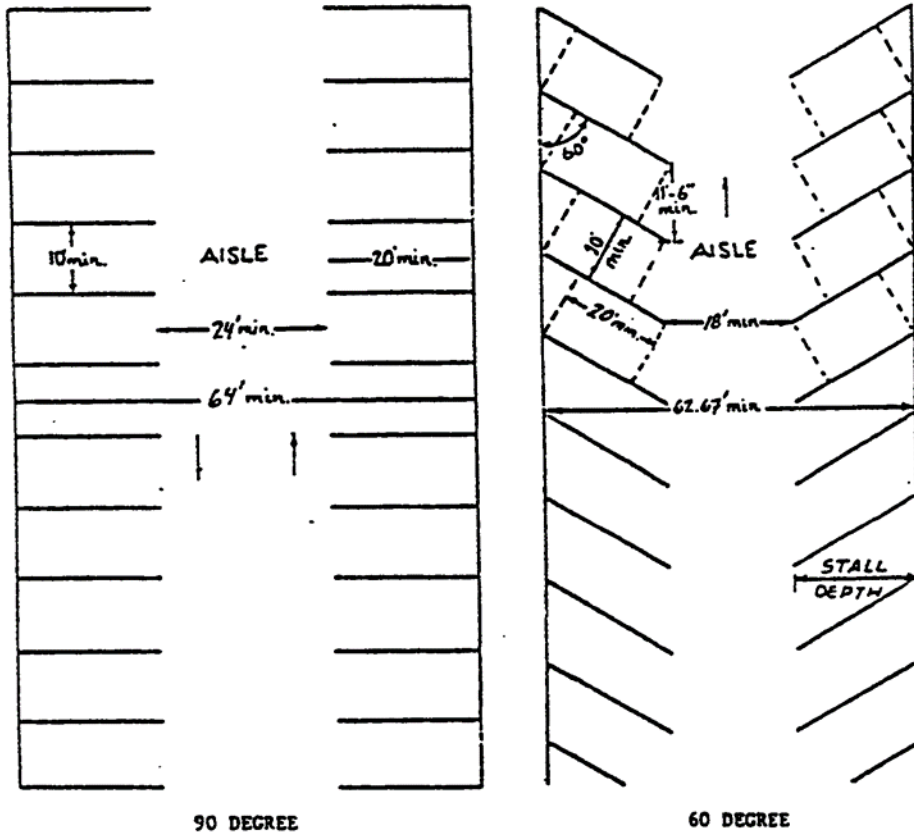 10'min.
AISLE
20'min.
24'min.
64'min.
90 DEGREE
60°
11'-6"
min.
10'
min
AISLE
20'min.
18'min
62.67'min
STALL
DEPTH
60 DEGREE